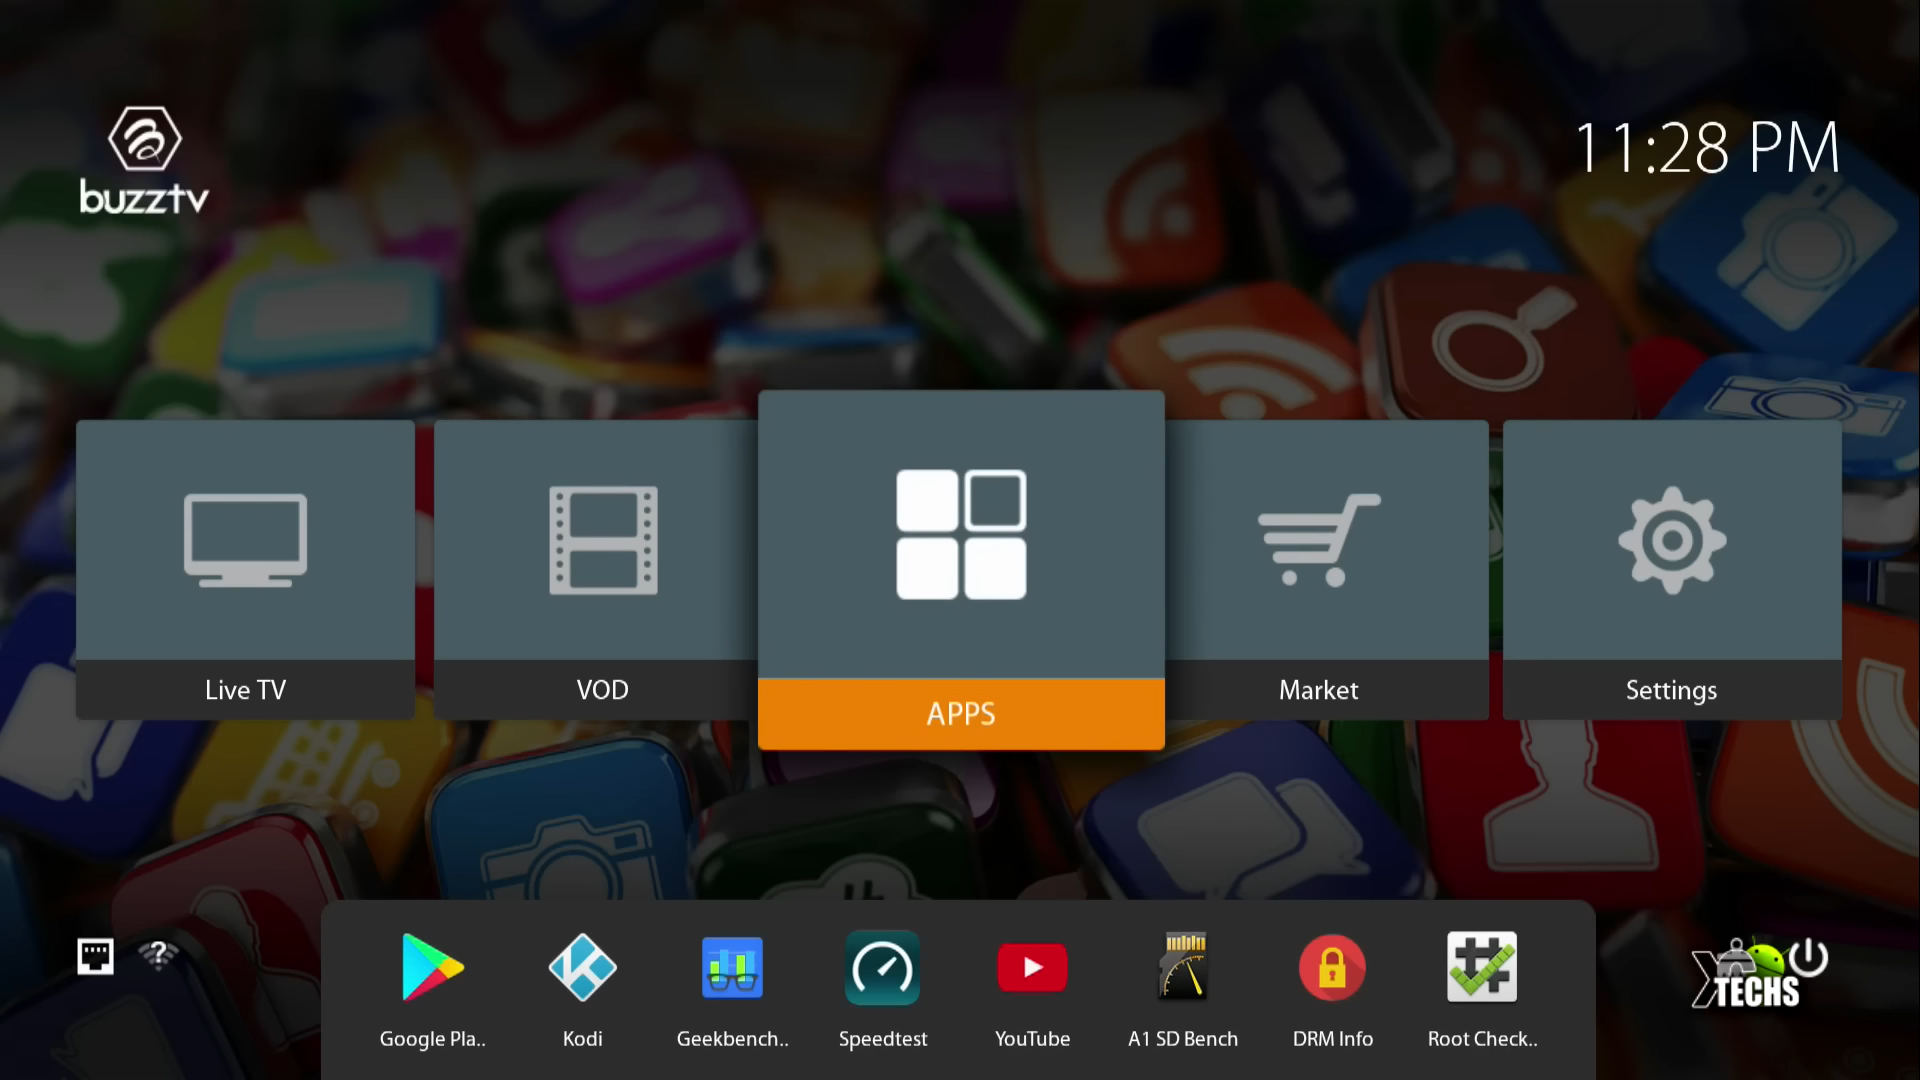 buzztv
11:28 PM
Live TV
VOD
APPS
Market
Settings
Google Pla..
Kodi
Geekbench..
Speedtest
YouTube
A1 SD Bench
DRM Info
Root Check..
XTECHS